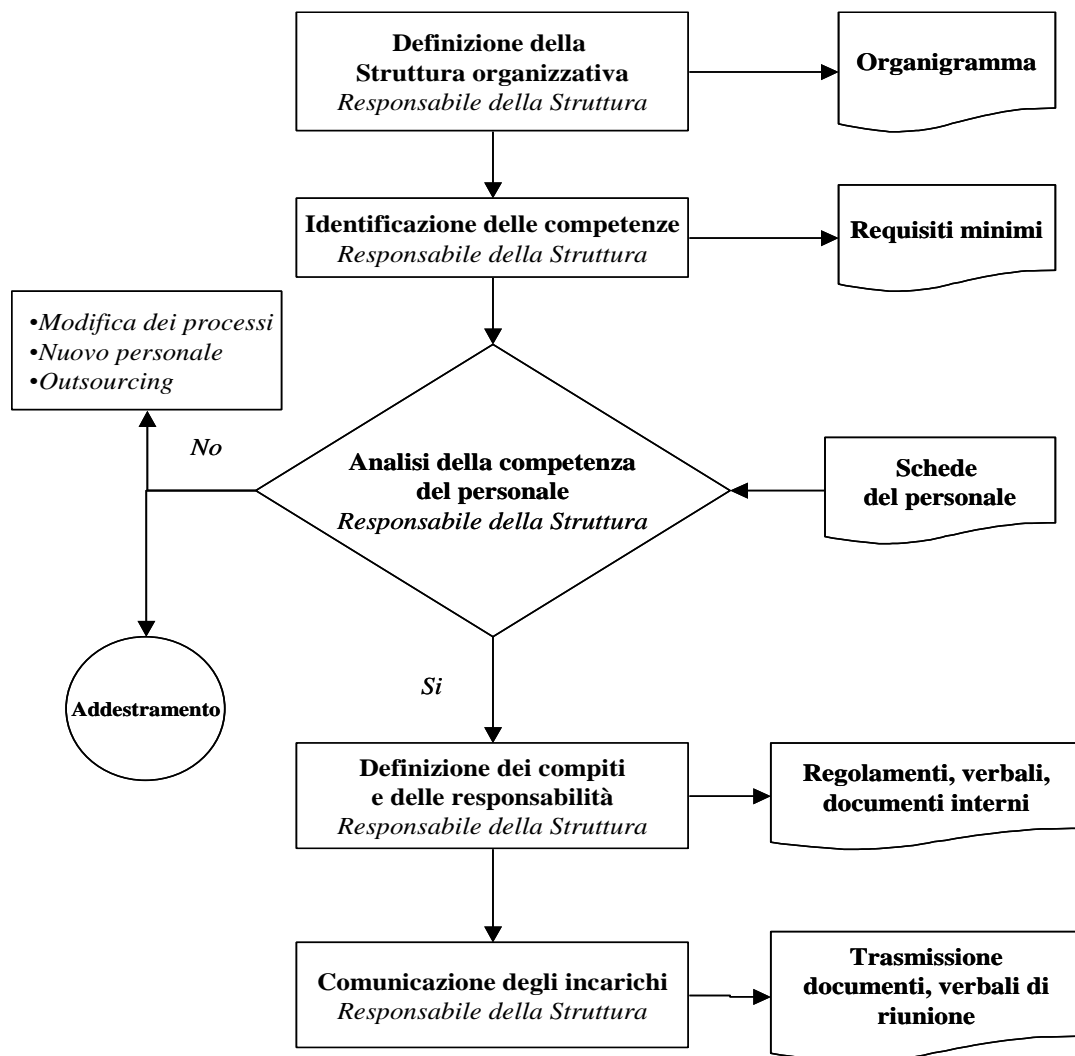 Definizione della
Struttura organizzativa
Responsabile della Struttura
Organigramma
Identificazione delle competenze
Responsabile della Struttura
Requisiti minimi
•Modifica dei processi
•Nuovo personale
•Outsourcing
No
Analisi della competenza
del personale
Responsabile della Struttura
Schede
del personale
Addestramento
Si
Definizione dei compiti
e delle responsabilità
Responsabile della Struttura
Regolamenti, verbali,
documenti interni
Comunicazione degli incarichi
Responsabile della Struttura
Trasmissione
documenti, verbali di
riunione